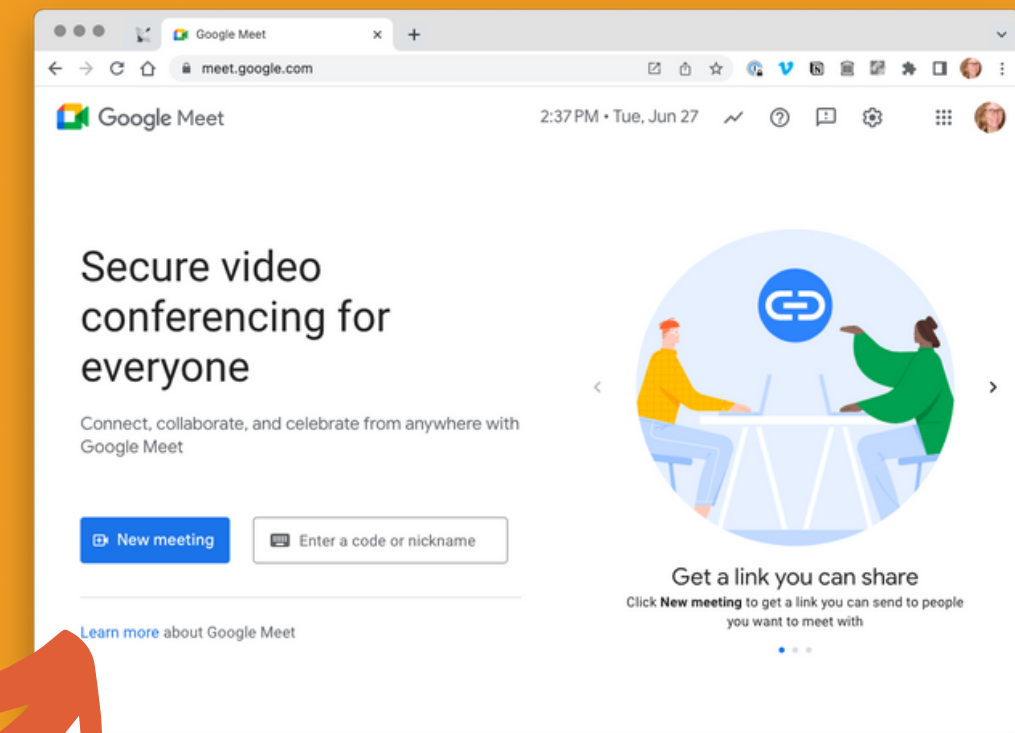 Google Meet
meet.google.com
Google Meet
2:37 PM • Tue, Jun 27
Secure video
conferencing for
everyone
Connect, collaborate, and celebrate from anywhere with
Google Meet
New meeting
Enter a code or nickname
Learn more about Google Meet
Get a link you can share
Click New meeting to get a link you can send to people
you want to meet with